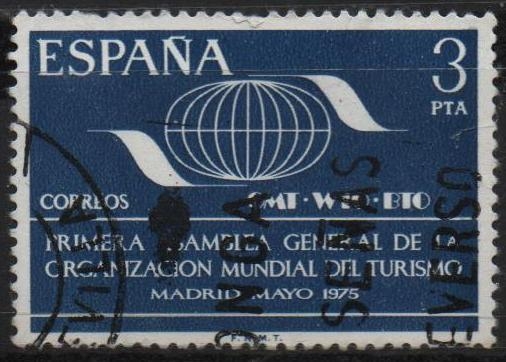 ESPAÑA
3
PTA
CORREOS
OMT·WTO·BTO
PRIMERA ASAMBLEA GENERAL DE LA
ORGANIZACION MUNDIAL DEL TURISMO
MADRID MAYO 1975
F.N.M.T.
SEÑAS